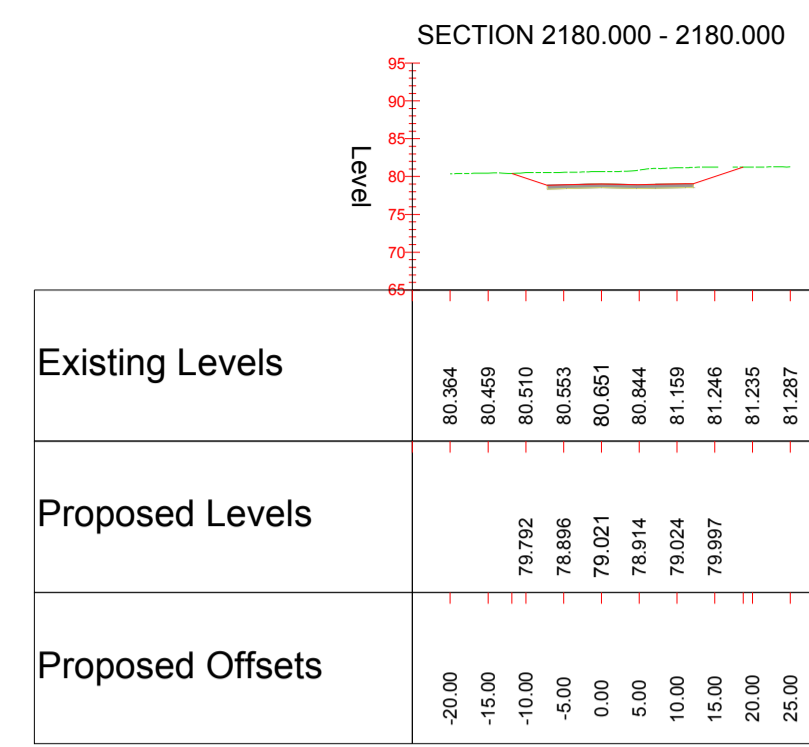 SECTION 2180.000 - 2180.000
95
90
85
80
75
70
65
Level
Existing Levels
80.364 80.459 80.510 80.553 80.651 80.844 81.159 81.246 81.235 81.287
Proposed Levels
79.792 78.896 79.021 78.914 79.024 79.997
Proposed Offsets
-20.00 -15.00 -10.00 -5.00 0.00 5.00 10.00 15.00 20.00 25.00